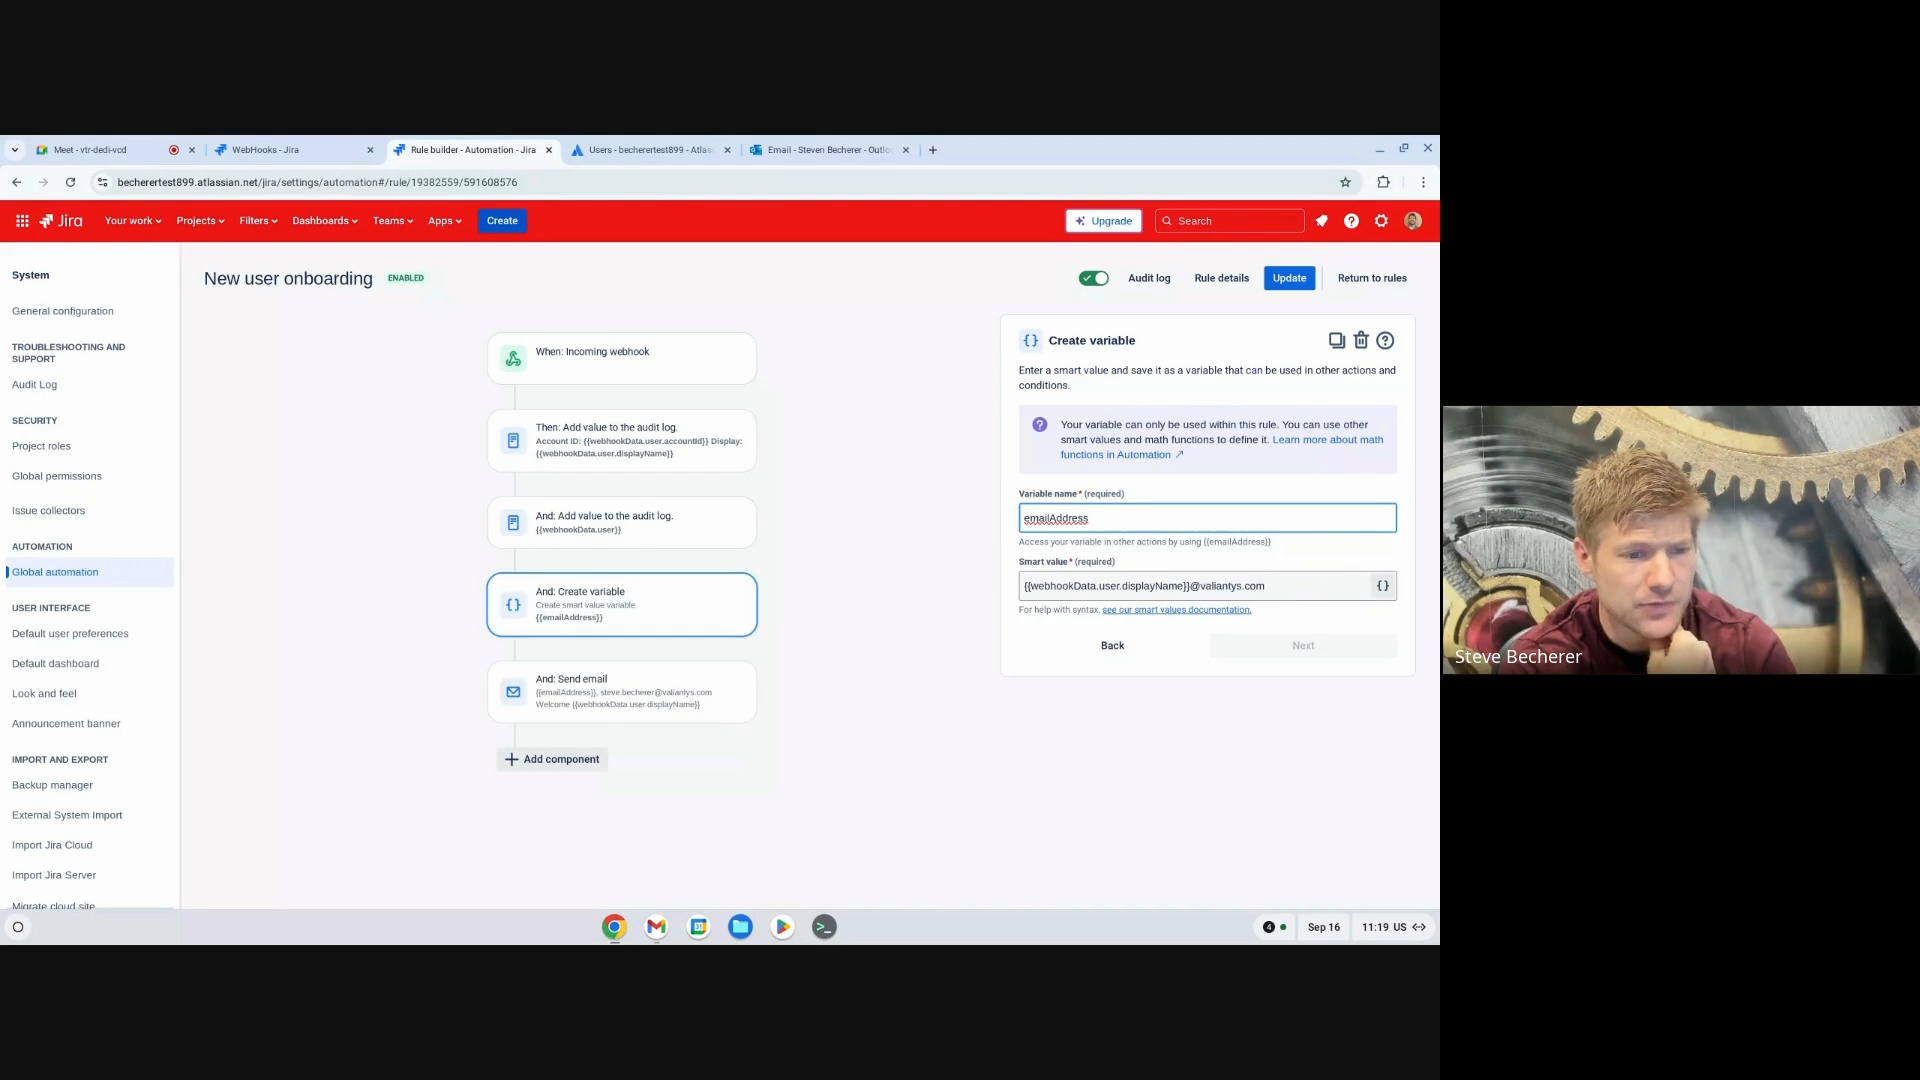 Meet - vtr-dedi-vcd
WebHooks - Jira
Rule builder - Automation - Jira
Users - becherertest899 - Atlas
Email - Steven Becherer - Outlo
becherertest899.atlassian.net/jira/settings/automation#/rule/19382559/591608576
Jira
Your work
Projects
Filters
Dashboards
Teams
Apps
Create
Upgrade
Search
System
General configuration
TROUBLESHOOTING AND
SUPPORT
Audit Log
SECURITY
Project roles
Global permissions
Issue collectors
AUTOMATION
Global automation
USER INTERFACE
Default user preferences
Default dashboard
Look and feel
Announcement banner
IMPORT AND EXPORT
Backup manager
External System Import
Import Jira Cloud
Import Jira Server
Migrate cloud site
New user onboarding
ENABLED
Audit log
Rule details
Update
Return to rules
When: Incoming webhook
Then: Add value to the audit log.
Account ID: {{webhookData.user.accountId}} Display:
{{webhookData.user.displayName}}
And: Add value to the audit log.
{{webhookData.user}}
And: Create variable
Create smart value variable
{{emailAddress}}
And: Send email
{{emailAddress}}, steve.becherer@valiantys.com
Welcome {{webhookData.user.displayName}}
Add component
{} Create variable
Enter a smart value and save it as a variable that can be used in other actions and
conditions.
Your variable can only be used within this rule. You can use other
smart values and math functions to define it. Learn more about math
functions in Automation ↗
Variable name * (required)
emailAddress
Access your variable in other actions by using {{emailAddress}}
Smart value * (required)
{{webhookData.user.displayName}}@valiantys.com
{}
For help with syntax, see our smart values documentation.
Back
Next
Steve Becherer
4
Sep 16
11:19 US